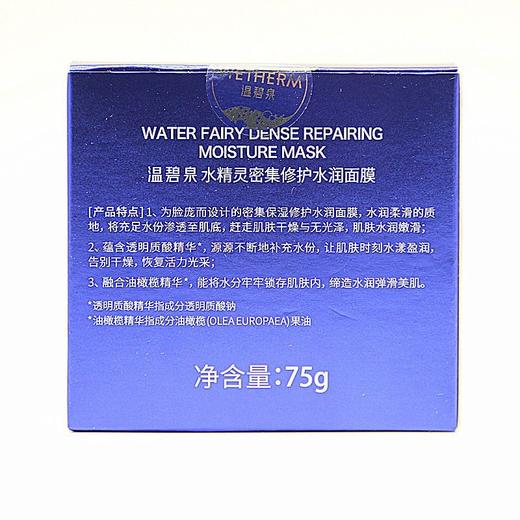 ETHERM
温碧泉
WATER FAIRY DENSE REPAIRING
MOISTURE MASK
温碧泉 水精灵密集修护水润面膜
[产品特点] 1、为脸庞而设计的密集保湿修护水润面膜，水润柔滑的质
地，将充足水份渗透至肌底，赶走肌肤干燥与无光泽，肌肤水润嫩滑；
2、蕴含透明质酸精华*，源源不断地补充水份，让肌肤时刻水漾盈润，
告别干燥，恢复活力光采；
3、融合油橄榄精华*，能将水分牢牢锁存肌肤内，缔造水润弹滑美肌。
*透明质酸精华指成分透明质酸钠
*油橄榄精华指成分油橄榄(OLEA EUROPAEA)果油
净含量:75g